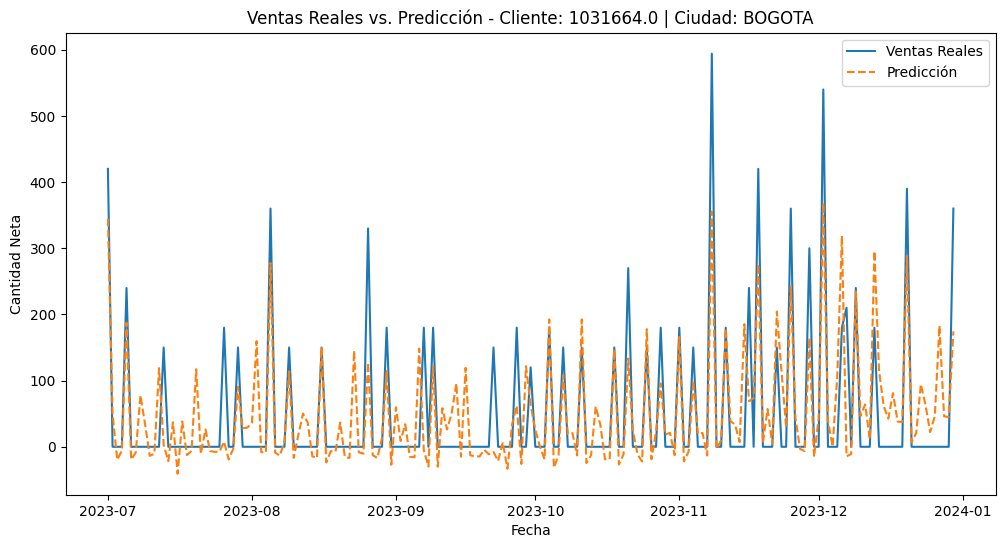 Ventas Reales vs. Predicción - Cliente: 1031664.0 | Ciudad: BOGOTA
Ventas Reales
Predicción
Cantidad Neta
600
500
400
300
200
100
0
2023-07
2023-08
2023-09
2023-10
2023-11
2023-12
2024-01
Fecha